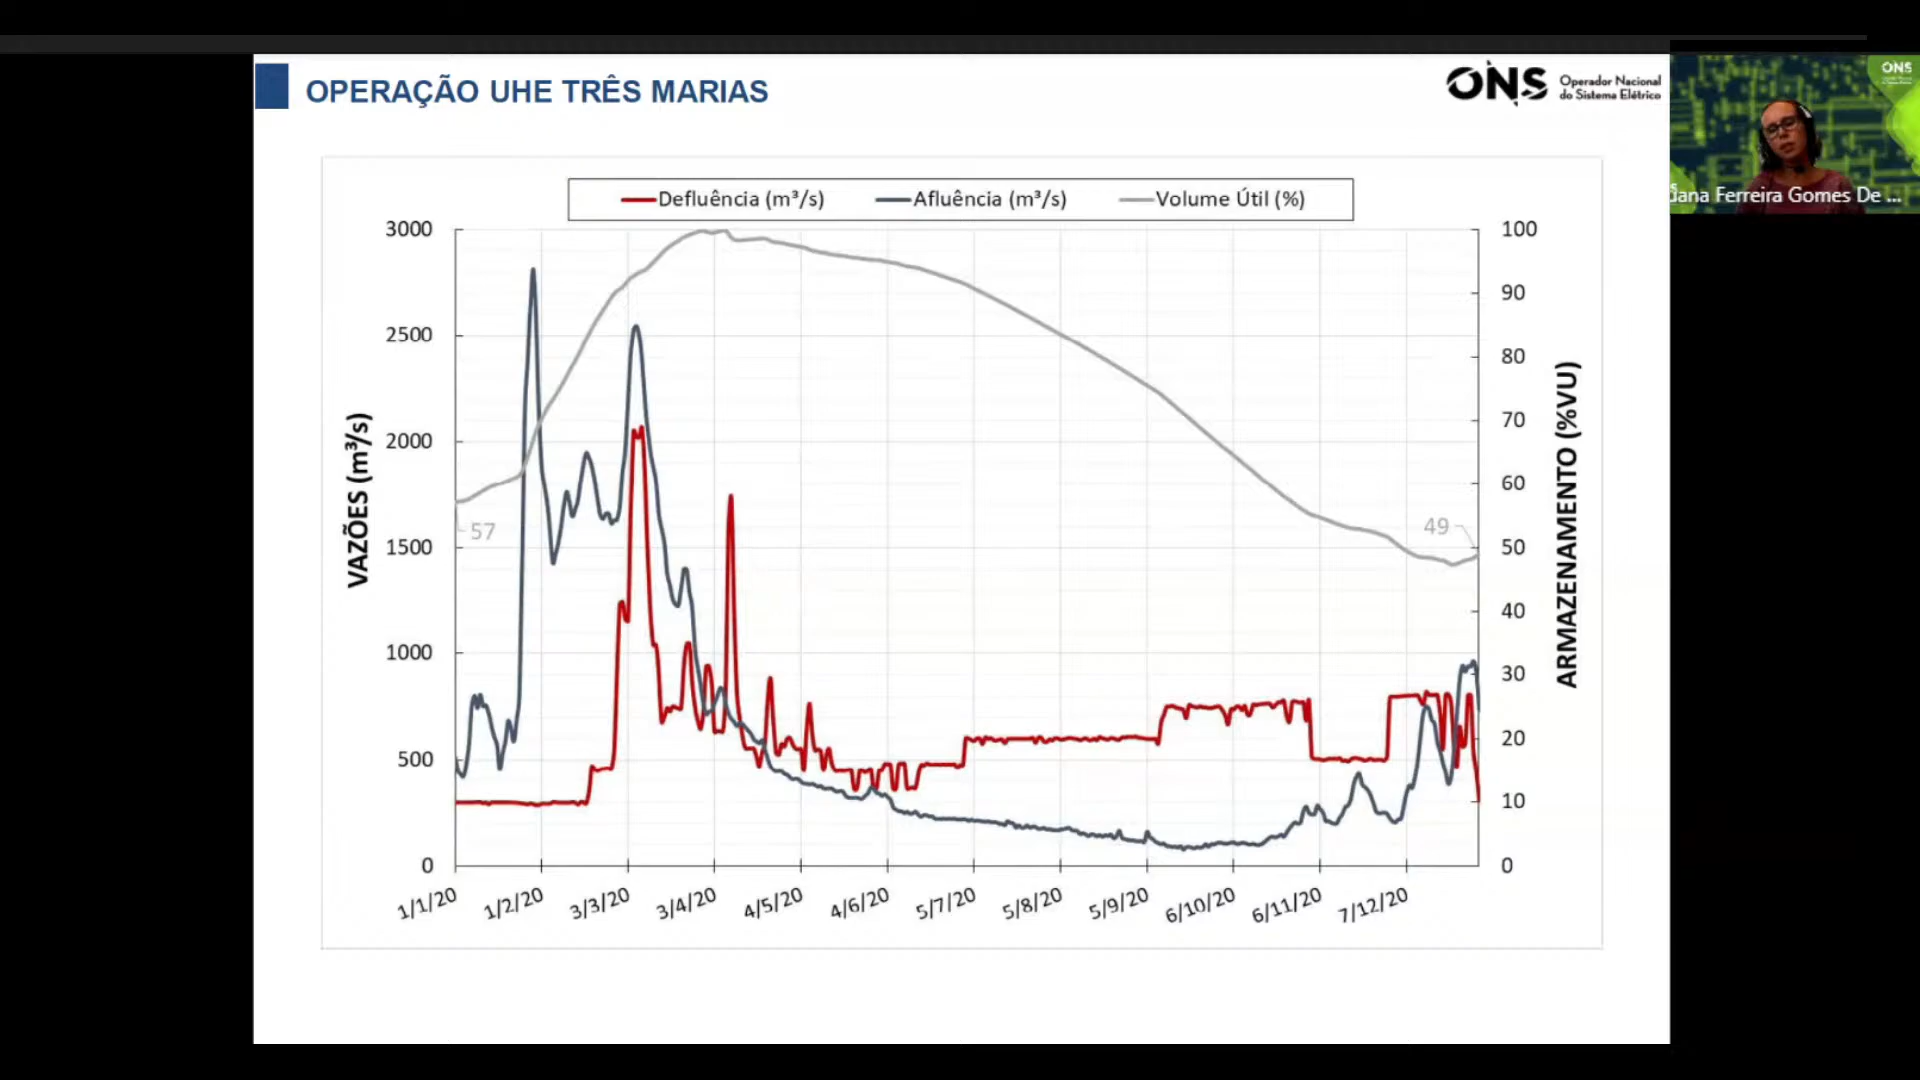 OPERAÇÃO UHE TRÊS MARIAS
ONS
Operador Nacional
do Sistema Elétrico
ONS
dana Ferreira Gomes De ...
Defluência (m³/s)
Afluência (m³/s)
Volume Útil (%)
VAZÕES (m³/s)
3000
2500
2000
1500
1000
500
0
57
49
100
90
80
70
60
50
40
30
20
10
0
ARMAZENAMENTO (%VU)
1/1/20
1/2/20
3/3/20
3/4/20
4/5/20
4/6/20
5/7/20
5/8/20
5/9/20
6/10/20
6/11/20
7/12/20